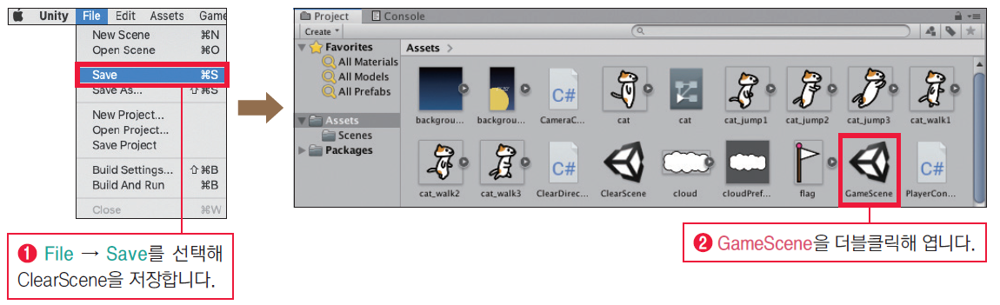 Unity File Edit Assets Game
New Scene ⌘N
Open Scene ⌘O
Save ⌘S
Save As... ⇧⌘S
New Project...
Open Project...
Save Project
Build Settings... ⇧⌘B
Build And Run ⌘B
Close ⌘W
❶ File → Save를 선택해
ClearScene을 저장합니다.
Project Console
Create
Favorites
All Materials
All Models
All Prefabs
Assets
Scenes
Packages
Assets >
C#
backgrou... backgrou... CameraC... cat cat cat_jump1 cat_jump2 cat_jump3 cat_walk1
C# C#
cat_walk2 cat_walk3 ClearDirec... ClearScene cloud cloudPref... flag GameScene PlayerCon...
❷ GameScene을 더블클릭해 엽니다.